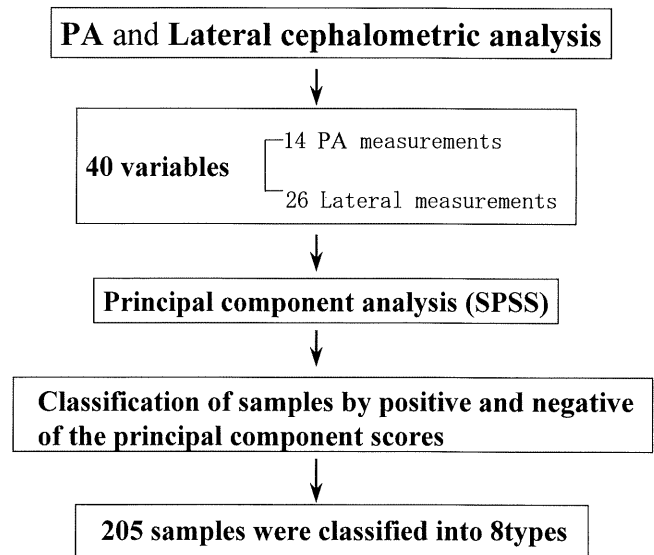 PA and Lateral cephalometric analysis
40 variables
14 PA measurements
26 Lateral measurements
Principal component analysis (SPSS)
Classification of samples by positive and negative
of the principal component scores
205 samples were classified into 8types